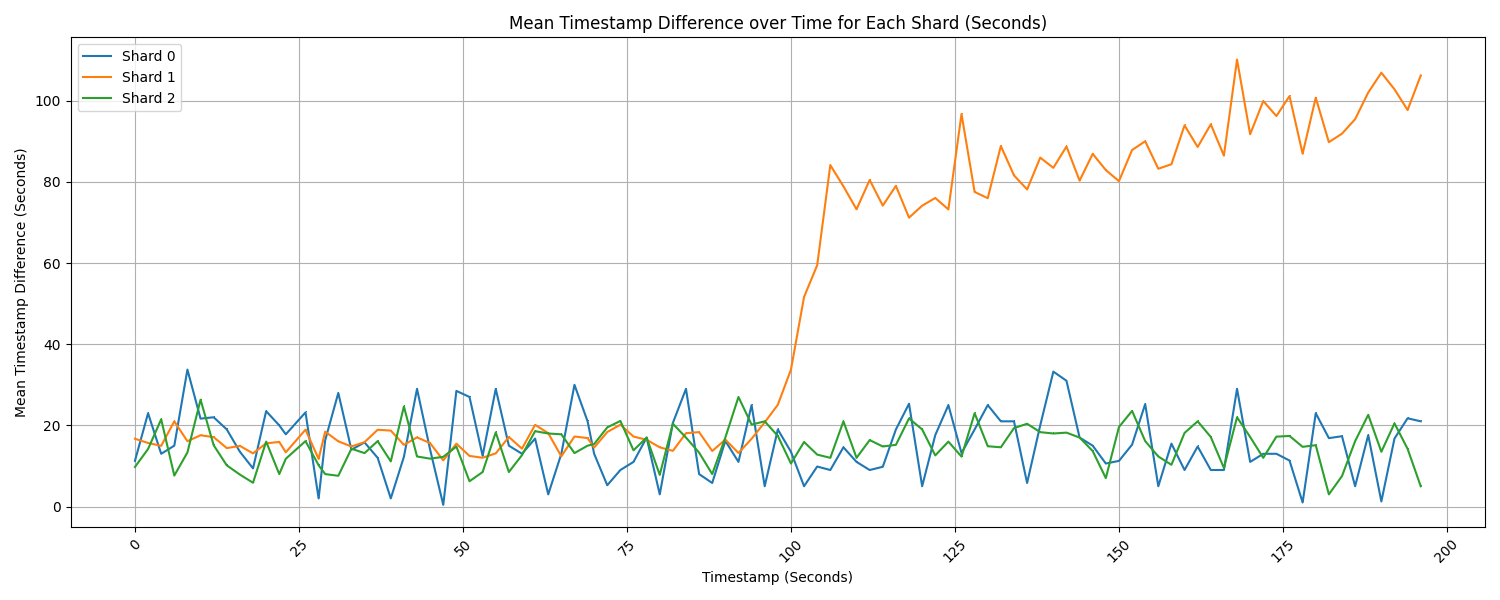 Mean Timestamp Difference over Time for Each Shard (Seconds)
Shard 0
Shard 1
Shard 2
Mean Timestamp Difference (Seconds)
100
80
60
40
20
0
0
25
50
75
100
125
150
175
200
Timestamp (Seconds)